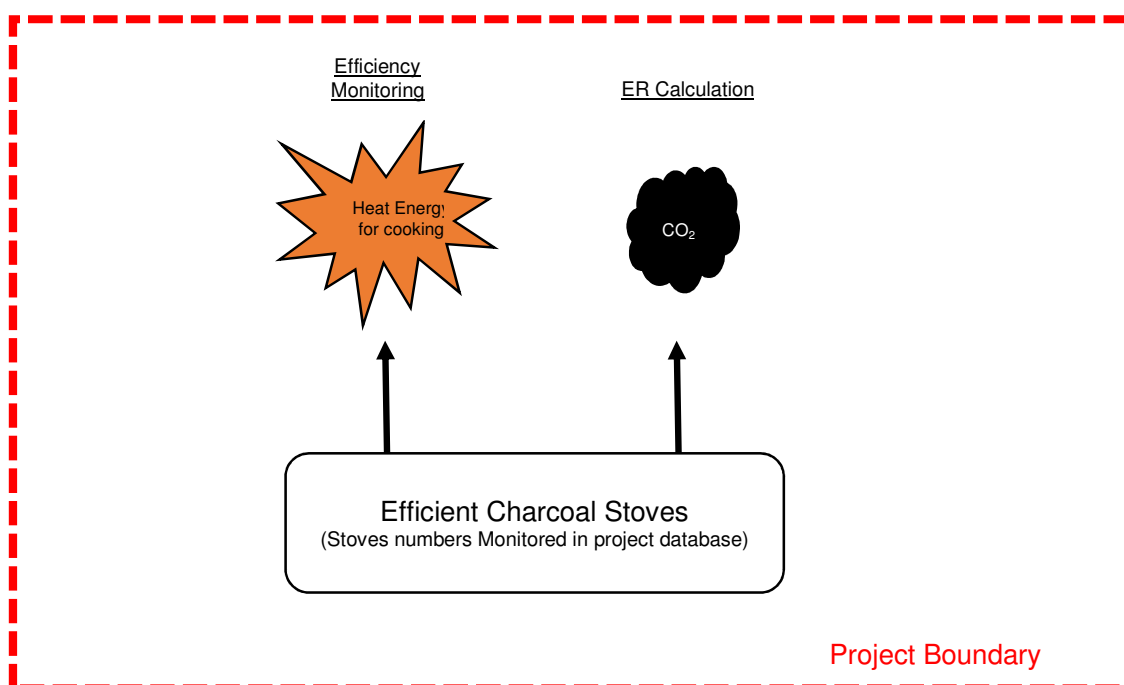 Efficiency
Monitoring
ER Calculation
Heat Energy
for cooking
CO₂
Efficient Charcoal Stoves
(Stoves numbers Monitored in project database)
Project Boundary